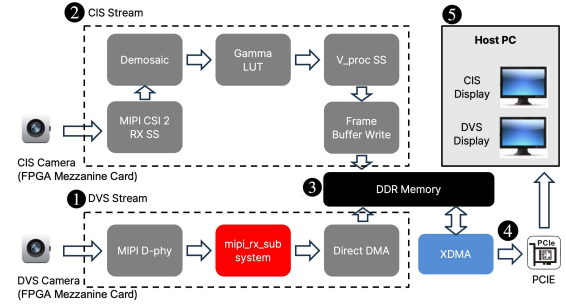 2 CIS Stream
Demosaic
Gamma
LUT
V_proc SS
MIPI CSI 2
RX SS
Frame
Buffer Write
CIS Camera
(FPGA Mezzanine Card)
5
Host PC
CIS
Display
DVS
Display
3
DDR Memory
1 DVS Stream
MIPI D-phy
mipi_rx_sub
system
Direct DMA
XDMA
4
PCIe
PCIE
DVS Camera
(FPGA Mezzanine Card)